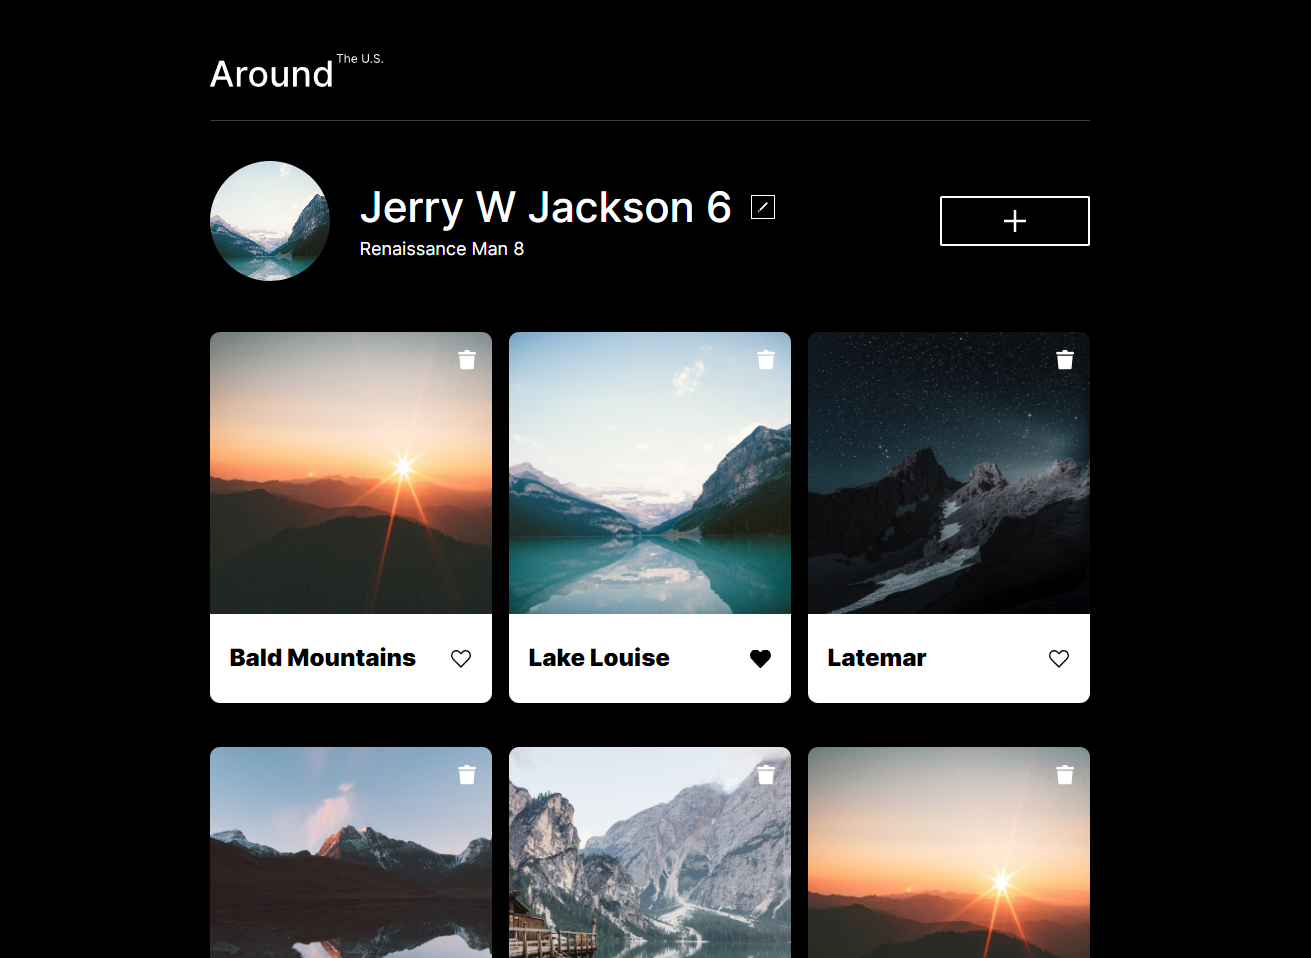 Around The U.S.
Jerry W Jackson 6
Renaissance Man 8
Bald Mountains
Lake Louise
Latemar